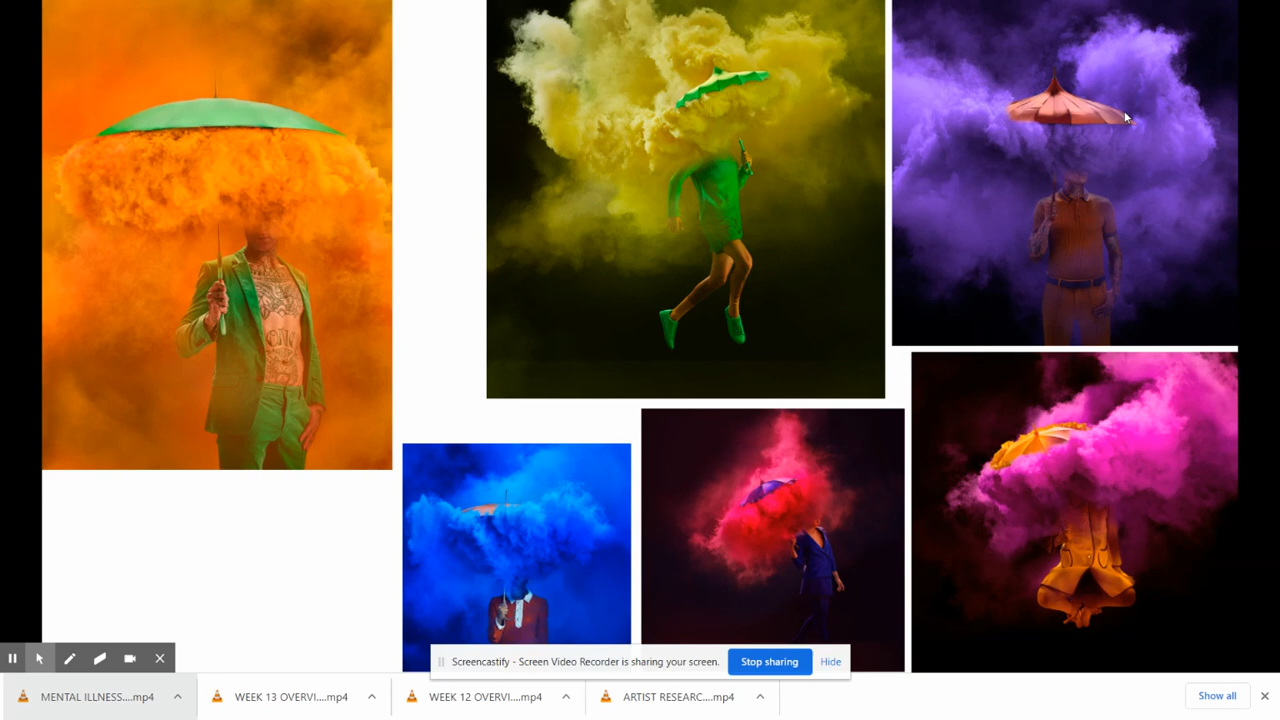 Screencastify - Screen Video Recorder is sharing your screen.
Stop sharing
Hide
MENTAL ILLNESS....mp4
WEEK 13 OVERVI....mp4
WEEK 12 OVERVI....mp4
ARTIST RESEARC....mp4
Show all